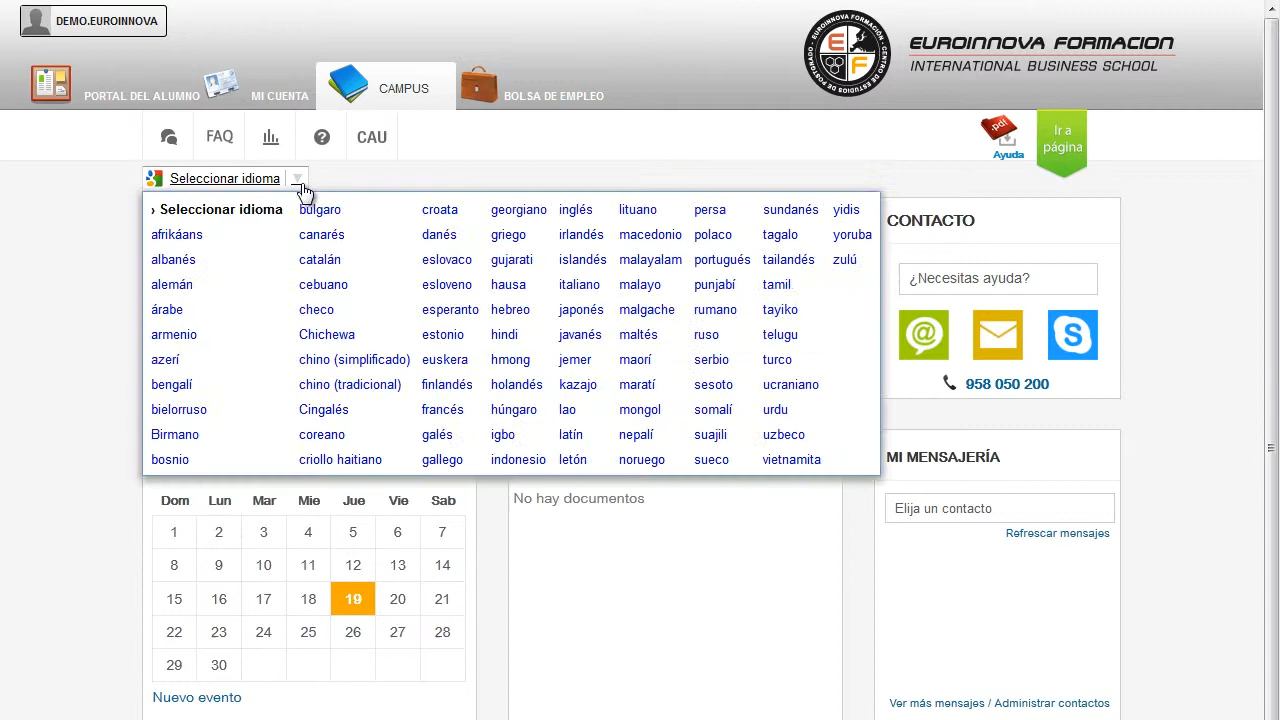 DEMO.EUROINNOVA
EUROINNOVA FORMACIÓN
CENTRO DE ESTUDIOS DE POSTGRADO
EF
EUROINNOVA FORMACION
INTERNATIONAL BUSINESS SCHOOL
PORTAL DEL ALUMNO MI CUENTA CAMPUS BOLSA DE EMPLEO
FAQ ? CAU
.pdf
Ayuda
Ir a
página
Seleccionar idioma
› Seleccionar idioma búlgaro croata georgiano inglés lituano persa sundanés yidis
afrikáans canarés danés griego irlandés macedonio polaco tagalo yoruba
albanés catalán eslovaco gujarati islandés malayalam portugués tailandés zulú
alemán cebuano esloveno hausa italiano malayo punjabí tamil
árabe checo esperanto hebreo japonés malgache rumano tayiko
armenio Chichewa estonio hindi javanés maltés ruso telugu
azerí chino (simplificado) euskera hmong jemer maorí serbio turco
bengalí chino (tradicional) finlandés holandés kazajo maratí sesoto ucraniano
bielorruso Cingalés francés húngaro lao mongol somalí urdu
Birmano coreano galés igbo latín nepalí suajili uzbeco
bosnio criollo haitiano gallego indonesio letón noruego sueco vietnamita
CONTACTO
¿Necesitas ayuda?
958 050 200
Dom Lun Mar Mie Jue Vie Sab
1 2 3 4 5 6 7
8 9 10 11 12 13 14
15 16 17 18 19 20 21
22 23 24 25 26 27 28
29 30
Nuevo evento
No hay documentos
MI MENSAJERÍA
Elija un contacto
Refrescar mensajes
Ver más mensajes / Administrar contactos